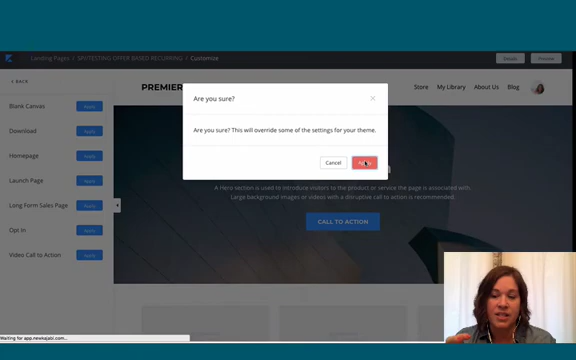 Landing Pages / SPI/TESTING OFFER BASED RECURRING / Customize
Details
Preview
< BACK
Blank Canvas
Apply
Download
Apply
Homepage
Apply
Launch Page
Apply
Long Form Sales Page
Apply
Opt In
Apply
Video Call to Action
Apply
PREMIER
Store
My Library
About Us
Blog
Are you sure?
Are you sure? This will override some of the settings for your theme.
Cancel
A Hero section is used to introduce visitors to the product or service the page is associated with.
Large background images or videos with a disruptive call to action is recommended.
CALL TO ACTION
Waiting for app.newkajabi.com...